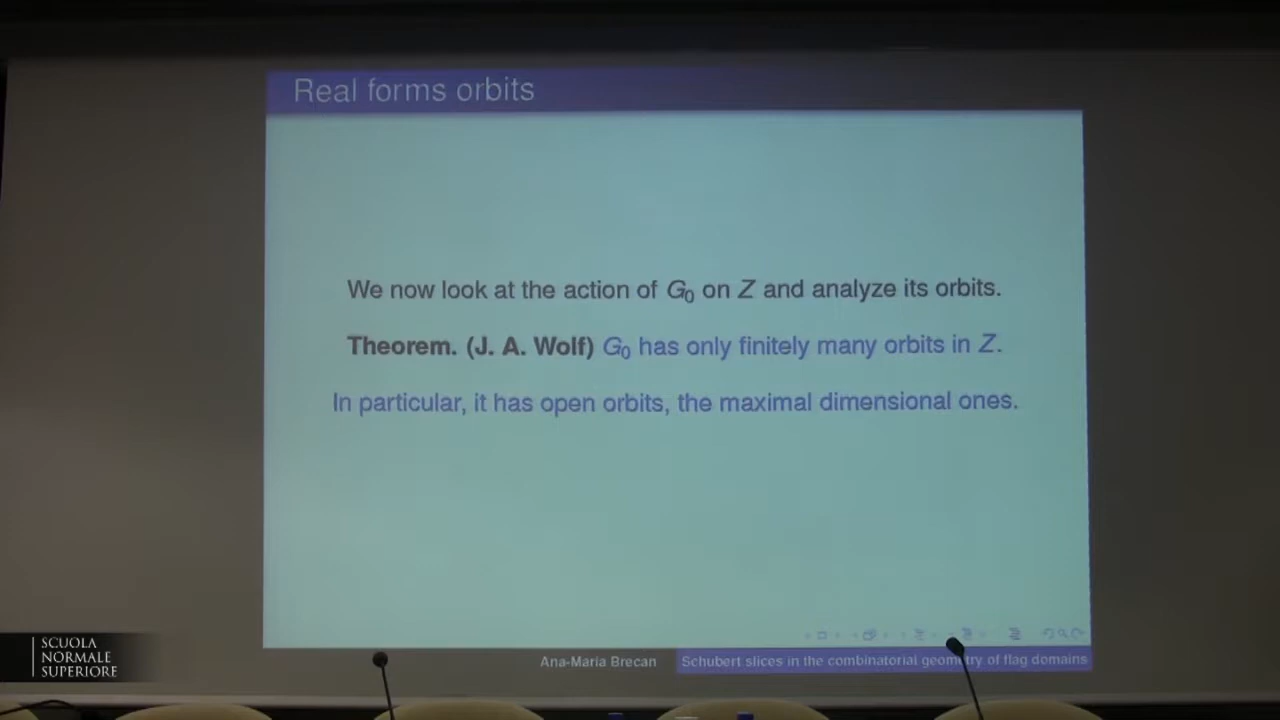 Real forms orbits
We now look at the action of G₀ on Z and analyze its orbits.
Theorem. (J. A. Wolf) G₀ has only finitely many orbits in Z.
In particular, it has open orbits, the maximal dimensional ones.
Ana-Maria Brecan Schubert slices in the combinatorial geometry of flag domains
SCUOLA
NORMALE
SUPERIORE